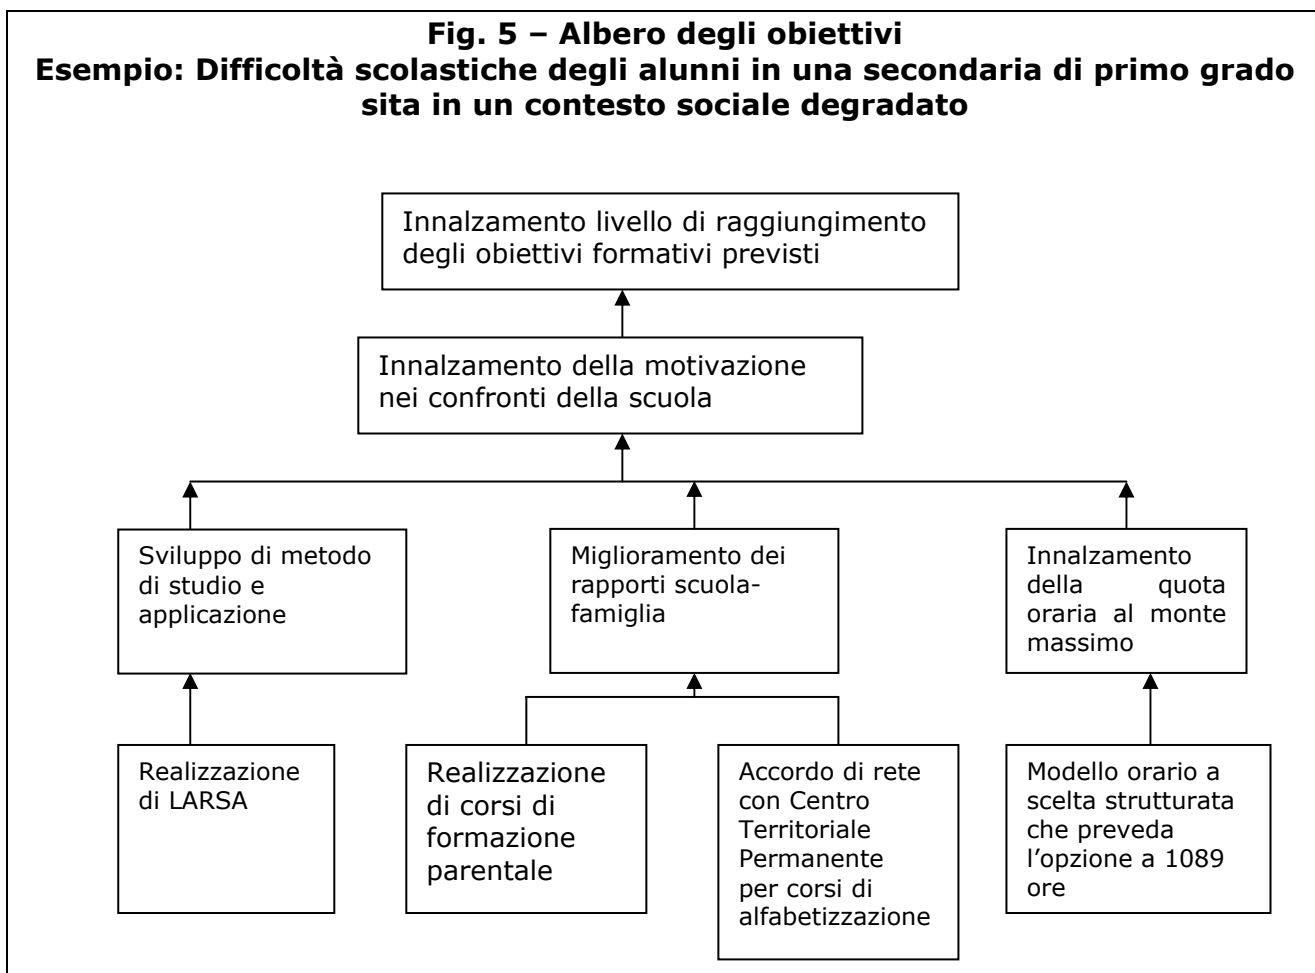 Fig. 5 – Albero degli obiettivi
Esempio: Difficoltà scolastiche degli alunni in una secondaria di primo grado
sita in un contesto sociale degradato
Innalzamento livello di raggiungimento
degli obiettivi formativi previsti
Innalzamento della motivazione
nei confronti della scuola
Sviluppo di metodo
di studio e
applicazione
Miglioramento dei
rapporti scuola-
famiglia
Innalzamento
della quota
oraria al monte
massimo
Realizzazione
di LARSA
Realizzazione
di corsi di
formazione
parentale
Accordo di rete
con Centro
Territoriale
Permanente
per corsi di
alfabetizzazione
Modello orario a
scelta strutturata
che preveda
l’opzione a 1089
ore